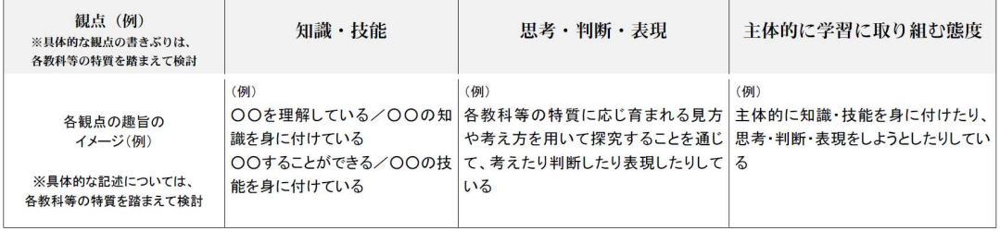 観点（例）
※具体的な観点の書きぶりは、
各教科等の特質を踏まえて検討
知識・技能
思考・判断・表現
主体的に学習に取り組む態度
各観点の趣旨の
イメージ（例）
※具体的な記述については、
各教科等の特質を踏まえて検討
（例）
〇〇を理解している／〇〇の知
識を身に付けている
〇〇することができる／〇〇の技
能を身に付けている
（例）
各教科等の特質に応じ育まれる見方
や考え方を用いて探究することを通じ
て、考えたり判断したり表現したりして
いる
（例）
主体的に知識・技能を身に付けたり、
思考・判断・表現をしようとしたりしてい
る